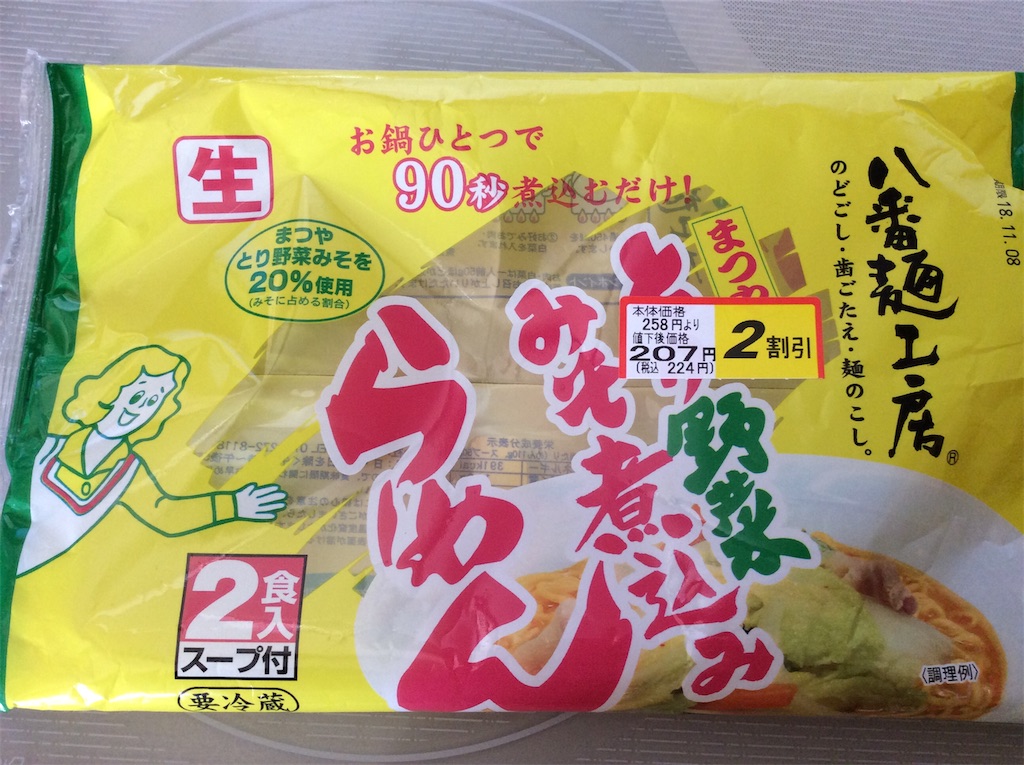 お鍋ひとつで
90秒煮込むだけ!
生
まつや
とり野菜みそを
20%使用
(みそに占める割合)
八番麺工房®
のどごし・歯ごたえ・麺のこし。
18.11.08
まつや
とり野菜
みそ煮込み
らーめん
本体価格
258円より
値下後価格
207円
(税込 224円)
2割引
2食入
スープ付
要冷蔵
〈調理例〉